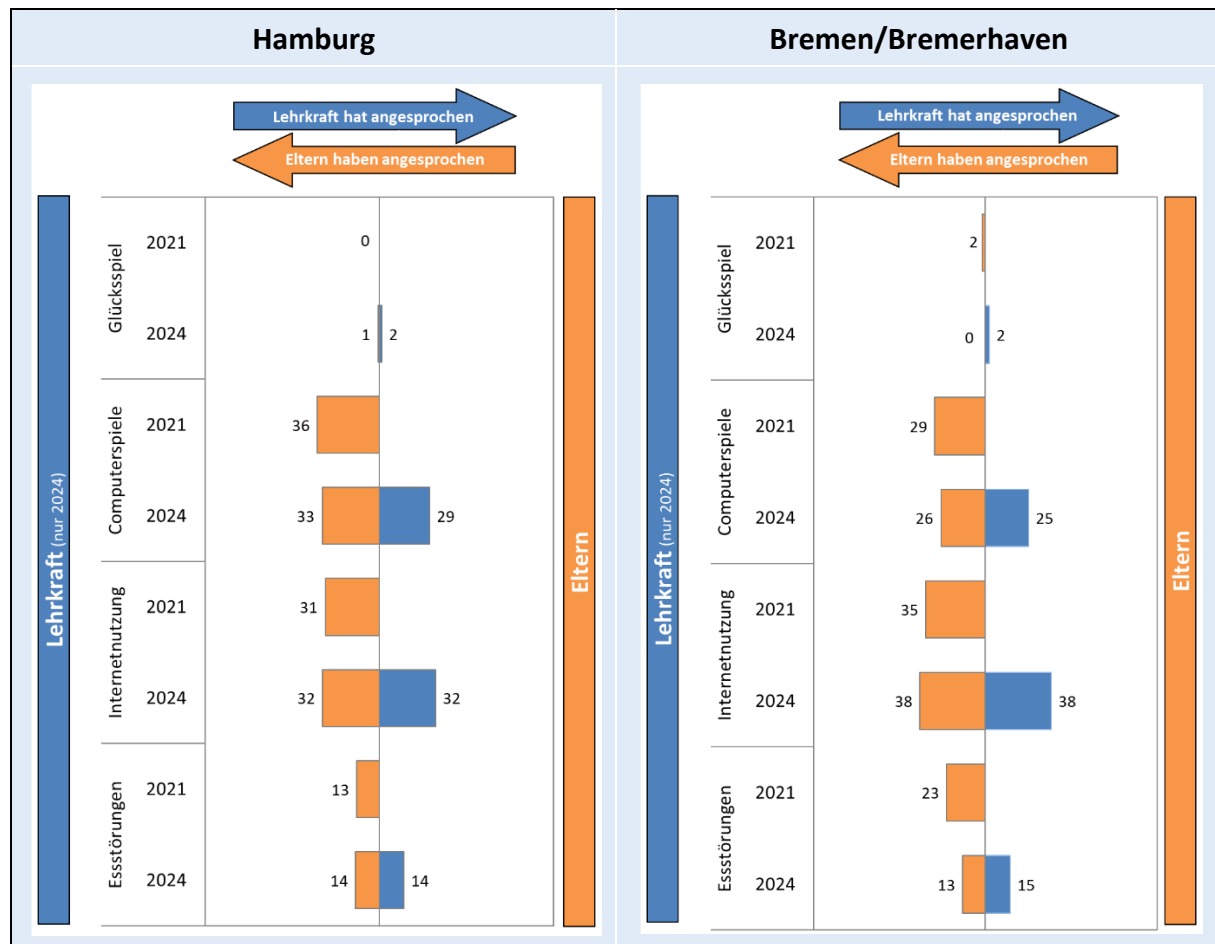 Hamburg
Lehrkraft hat angesprochen
Eltern haben angesprochen
Lehrkraft (nur 2024)
Eltern
Glücksspiel
2021
0
2024
1 2
Computerspiele
2021
36
2024
33 29
Internetnutzung
2021
31
2024
32 32
Essstörungen
2021
13
2024
14 14
Bremen/Bremerhaven
Lehrkraft hat angesprochen
Eltern haben angesprochen
Lehrkraft (nur 2024)
Eltern
Glücksspiel
2021
2
2024
0 2
Computerspiele
2021
29
2024
26 25
Internetnutzung
2021
35
2024
38 38
Essstörungen
2021
23
2024
13 15